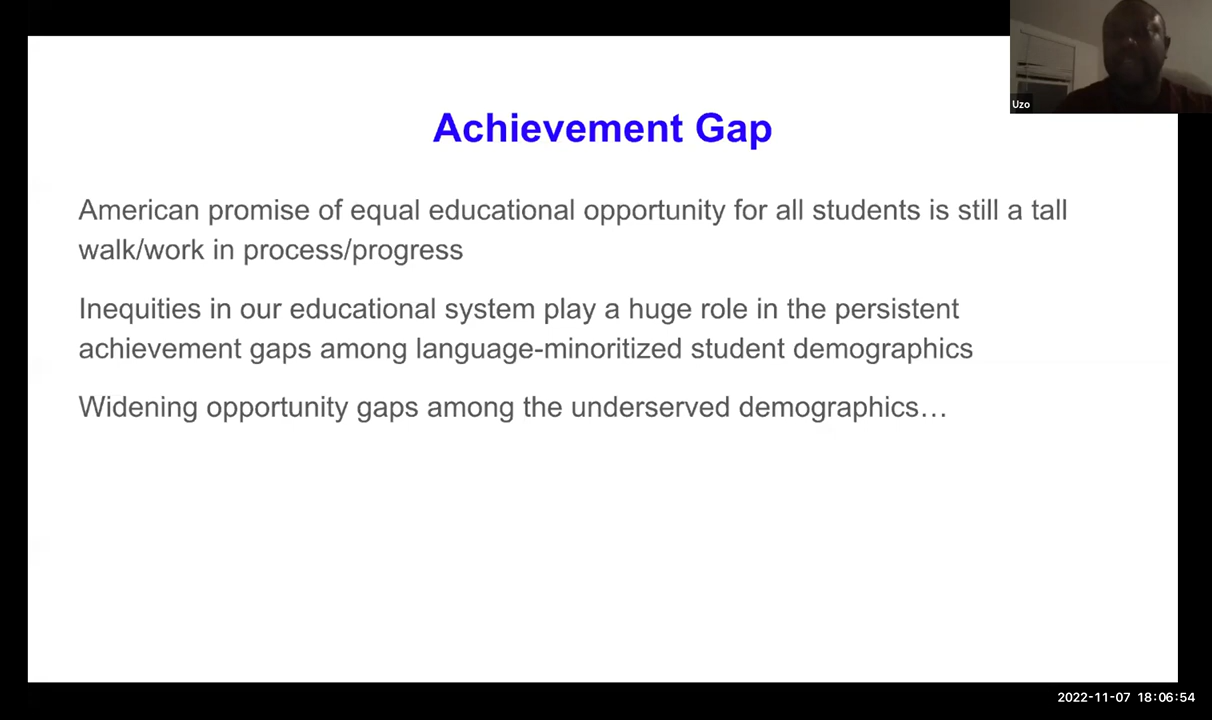 Uzo
Achievement Gap
American promise of equal educational opportunity for all students is still a tall
walk/work in process/progress
Inequities in our educational system play a huge role in the persistent
achievement gaps among language-minoritized student demographics
Widening opportunity gaps among the underserved demographics…
2022-11-07 18:06:54